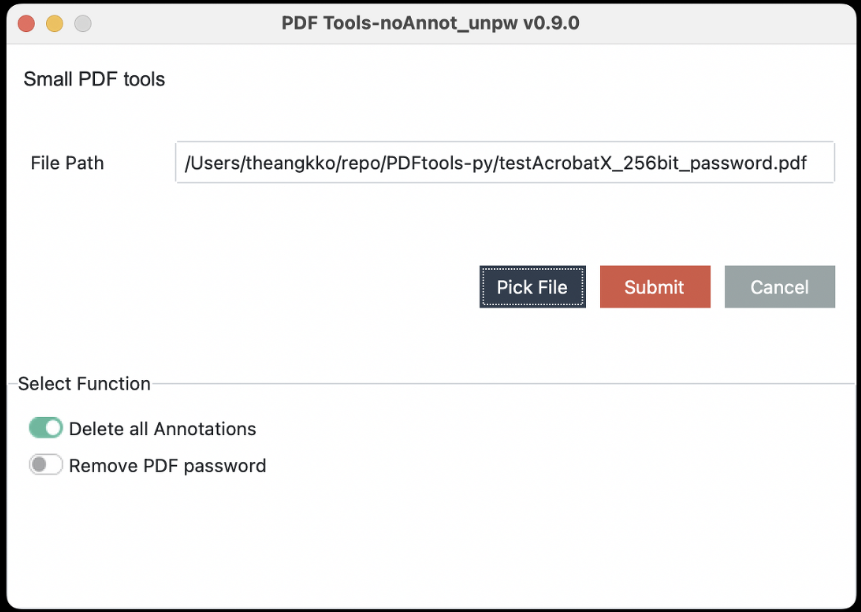 PDF Tools-noAnnot_unpw v0.9.0
Small PDF tools
File Path
/Users/theangkko/repo/PDFtools-py/testAcrobatX_256bit_password.pdf
Pick File
Submit
Cancel
Select Function
Delete all Annotations
Remove PDF password